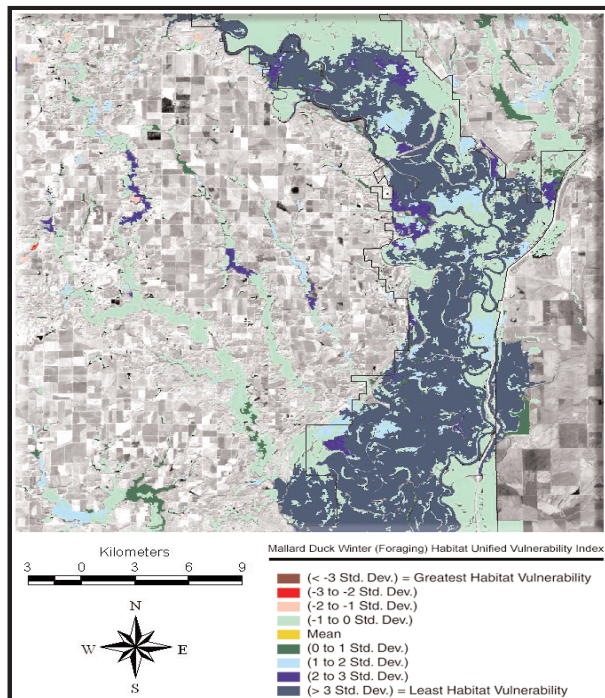 Kilometers
3 0 3 6 9
N
W E
S
Mallard Duck Winter (Foraging) Habitat Unified Vulnerability Index
(< -3 Std. Dev.) = Greatest Habitat Vulnerability
(-3 to -2 Std. Dev.)
(-2 to -1 Std. Dev.)
(-1 to 0 Std. Dev.)
Mean
(0 to 1 Std. Dev.)
(1 to 2 Std. Dev.)
(2 to 3 Std. Dev.)
(> 3 Std. Dev.) = Least Habitat Vulnerability